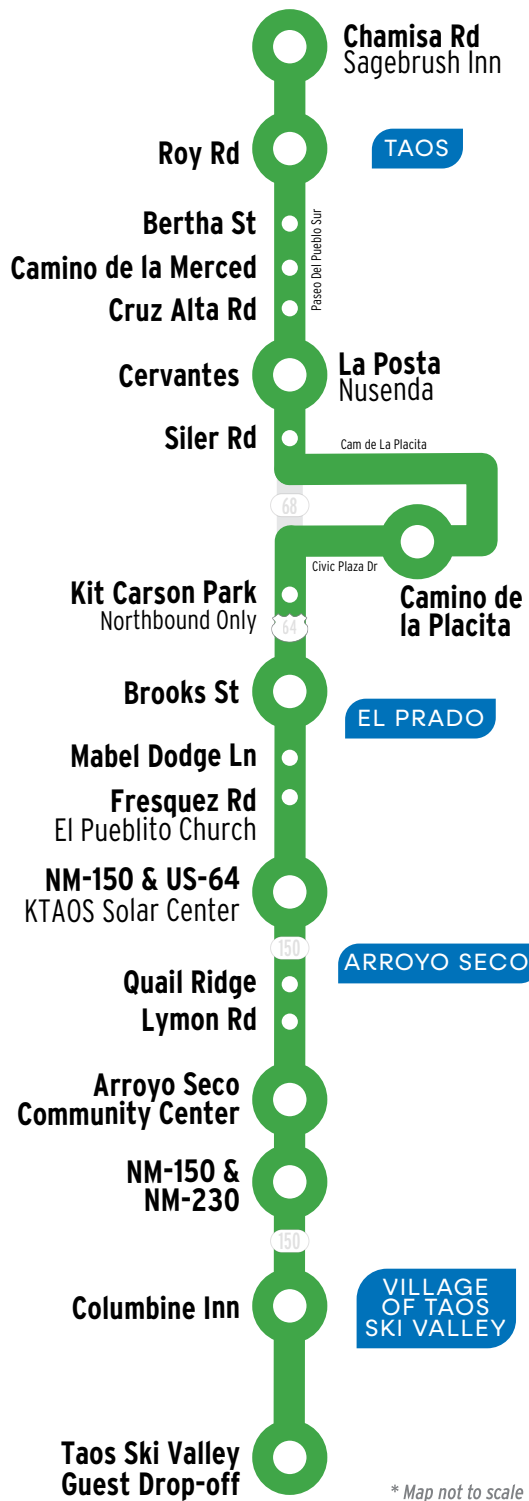 Chamisa Rd
Sagebrush Inn
Roy Rd
TAOS
Bertha St
Paseo Del Pueblo Sur
Camino de la Merced
Cruz Alta Rd
Cervantes
La Posta
Nusenda
Siler Rd
Cam de La Placita
68
Civic Plaza Dr
Kit Carson Park
Northbound Only
Camino de
la Placita
64
Brooks St
EL PRADO
Mabel Dodge Ln
Fresquez Rd
El Pueblito Church
NM-150 & US-64
KTAOS Solar Center
150
ARROYO SECO
Quail Ridge
Lymon Rd
Arroyo Seco
Community Center
NM-150 &
NM-230
150
Columbine Inn
VILLAGE
OF TAOS
SKI VALLEY
Taos Ski Valley
Guest Drop-off
* Map not to scale